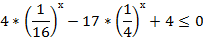 4 * (1/16)^x − 17 * (1/4)^x + 4 ≤ 0